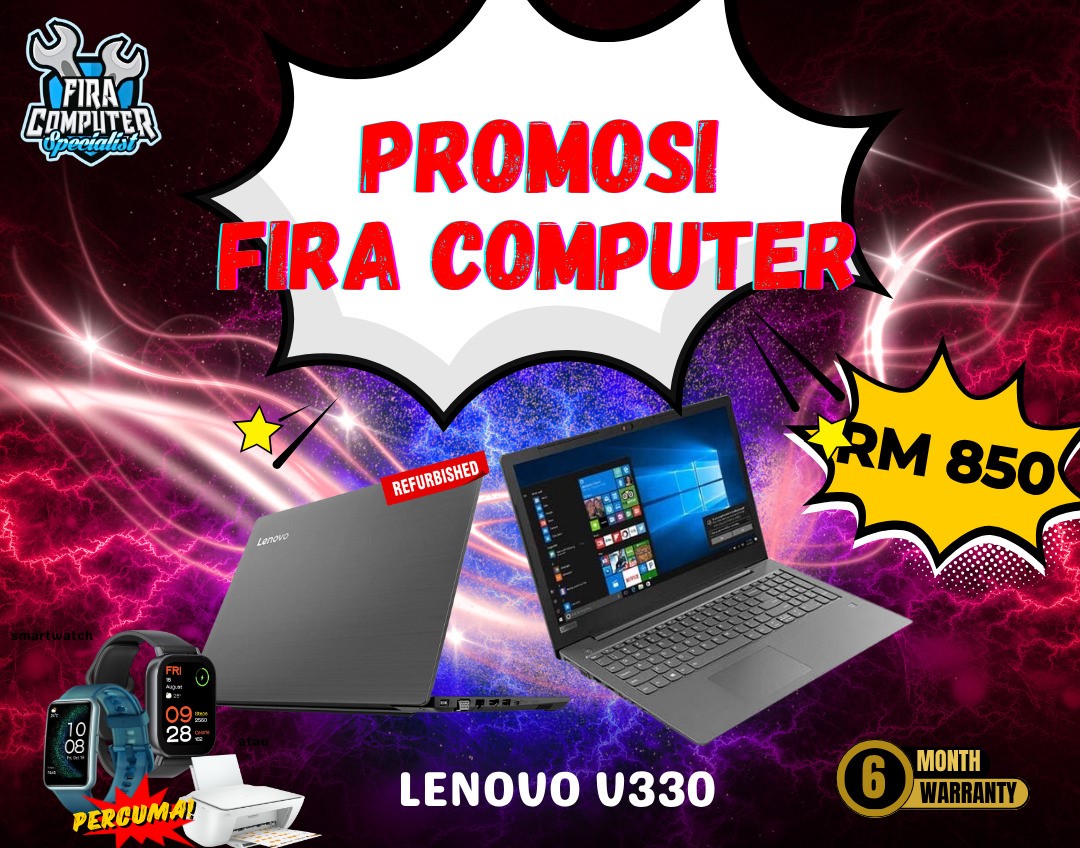 FIRA
COMPUTER
Specialist
PROMOSI
FIRA COMPUTER
RM 850
REFURBISHED
Lenovo
smartwatch
FRI
16
August
09
28
10
08
atau
PERCUMA!
LENOVO V330
6
MONTH
WARRANTY